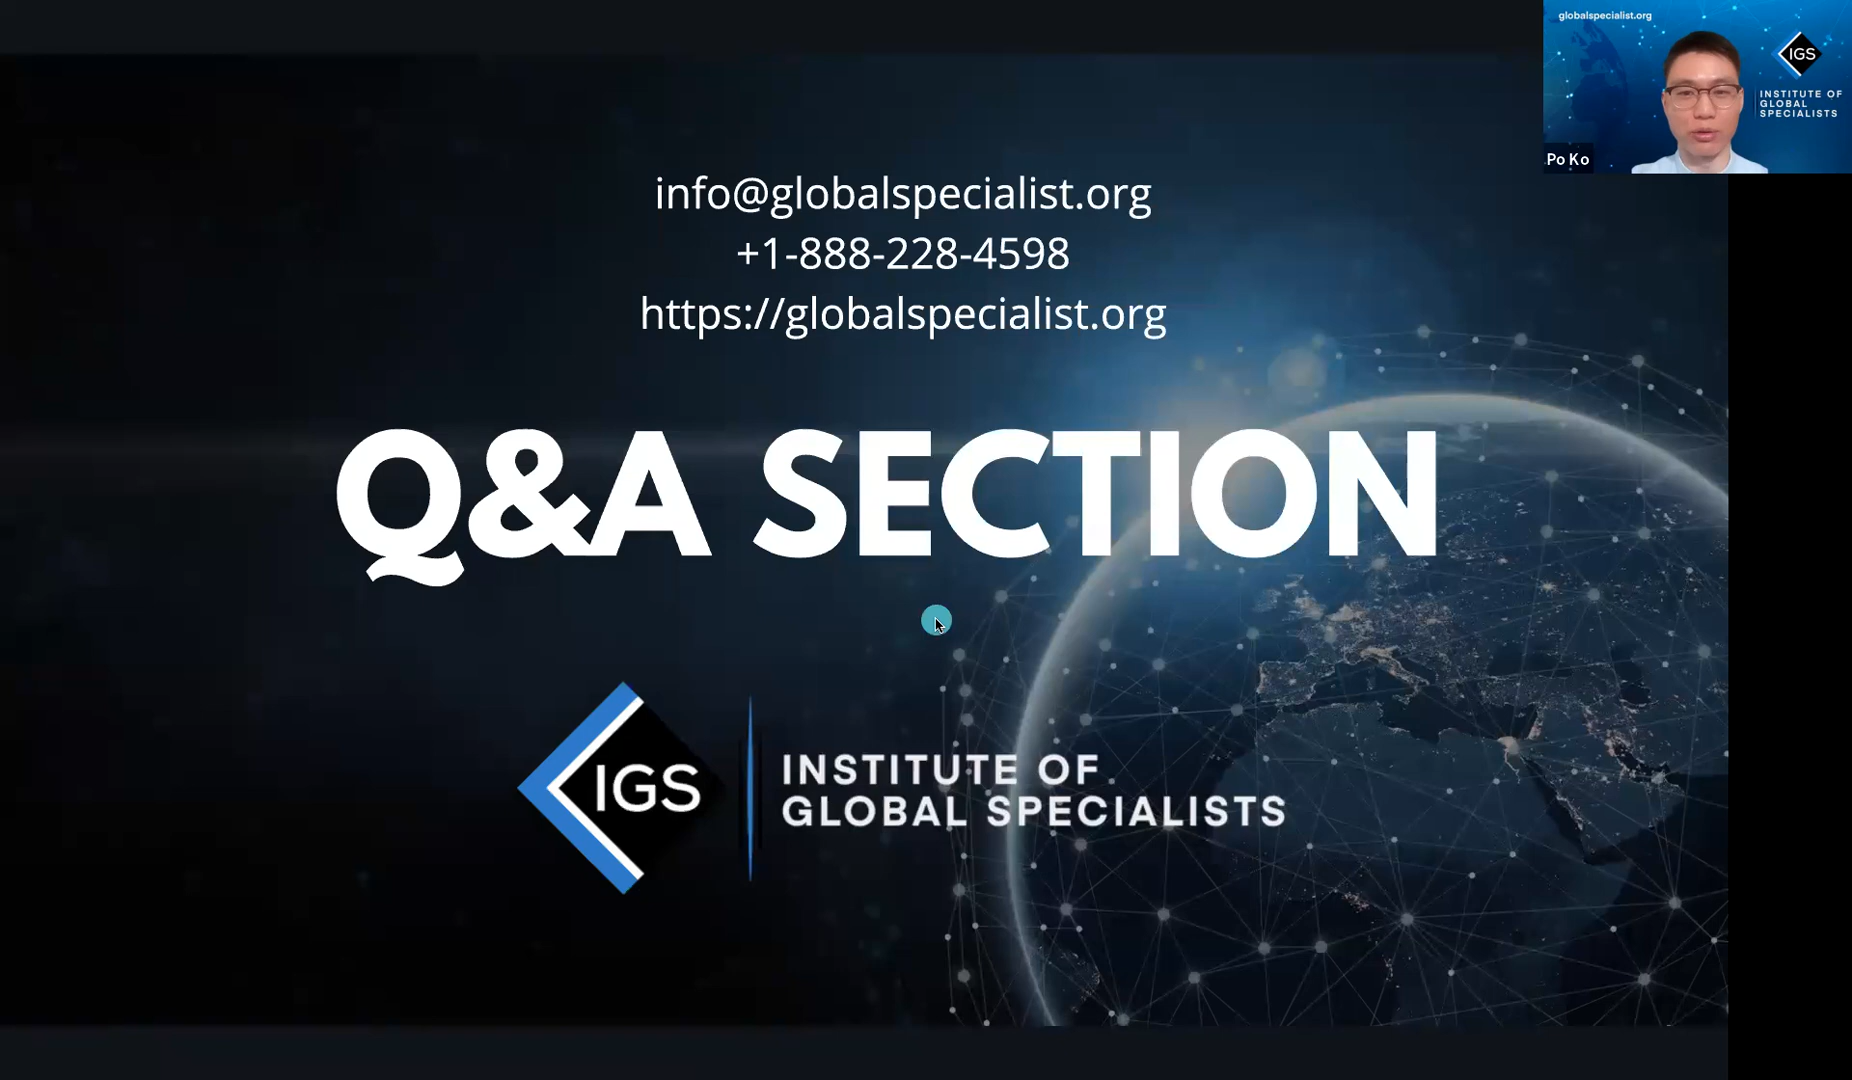 globalspecialist.org
IGS
INSTITUTE OF
GLOBAL
SPECIALISTS
Po Ko
info@globalspecialist.org
+1-888-228-4598
https://globalspecialist.org
Q&A SECTION
IGS
INSTITUTE OF
GLOBAL SPECIALISTS